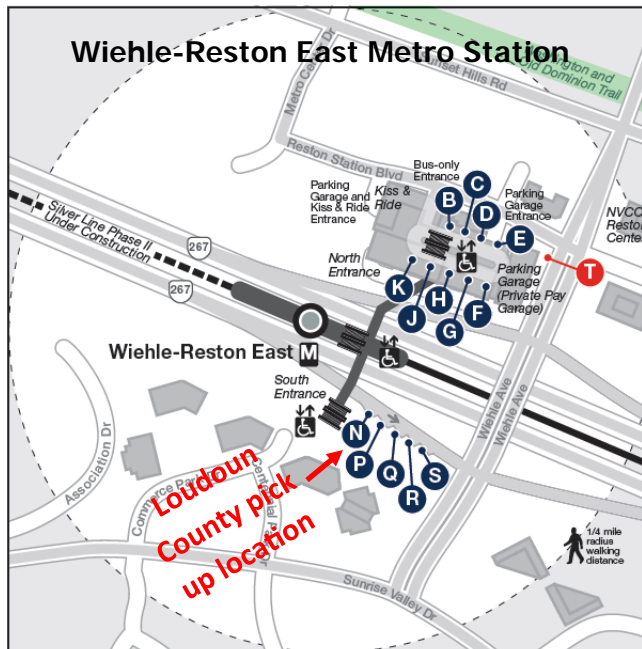 Wiehle-Reston East Metro Station
Old Dominion Trail
Sunset Hills Rd
Metro Center Dr
Reston Station Blvd
Bus-only
Entrance
C
B
D
E
Parking
Garage and
Kiss & Ride
Entrance
Kiss &
Ride
Parking
Garage
Entrance
NVCC
Reston
Center
Silver Line Phase II
Under Construction
267
North
Entrance
K
J
H
G
F
Parking
Garage
(Private Pay
Garage)
T
267
Wiehle-Reston East
M
South
Entrance
Wiehle Ave
Wiehle Ave
N
P
Q
R
S
Association Dr
Commerce Park Dr
Loudoun
County pick
up location
Sunrise Valley Dr
1/4 mile
radius
walking
distance